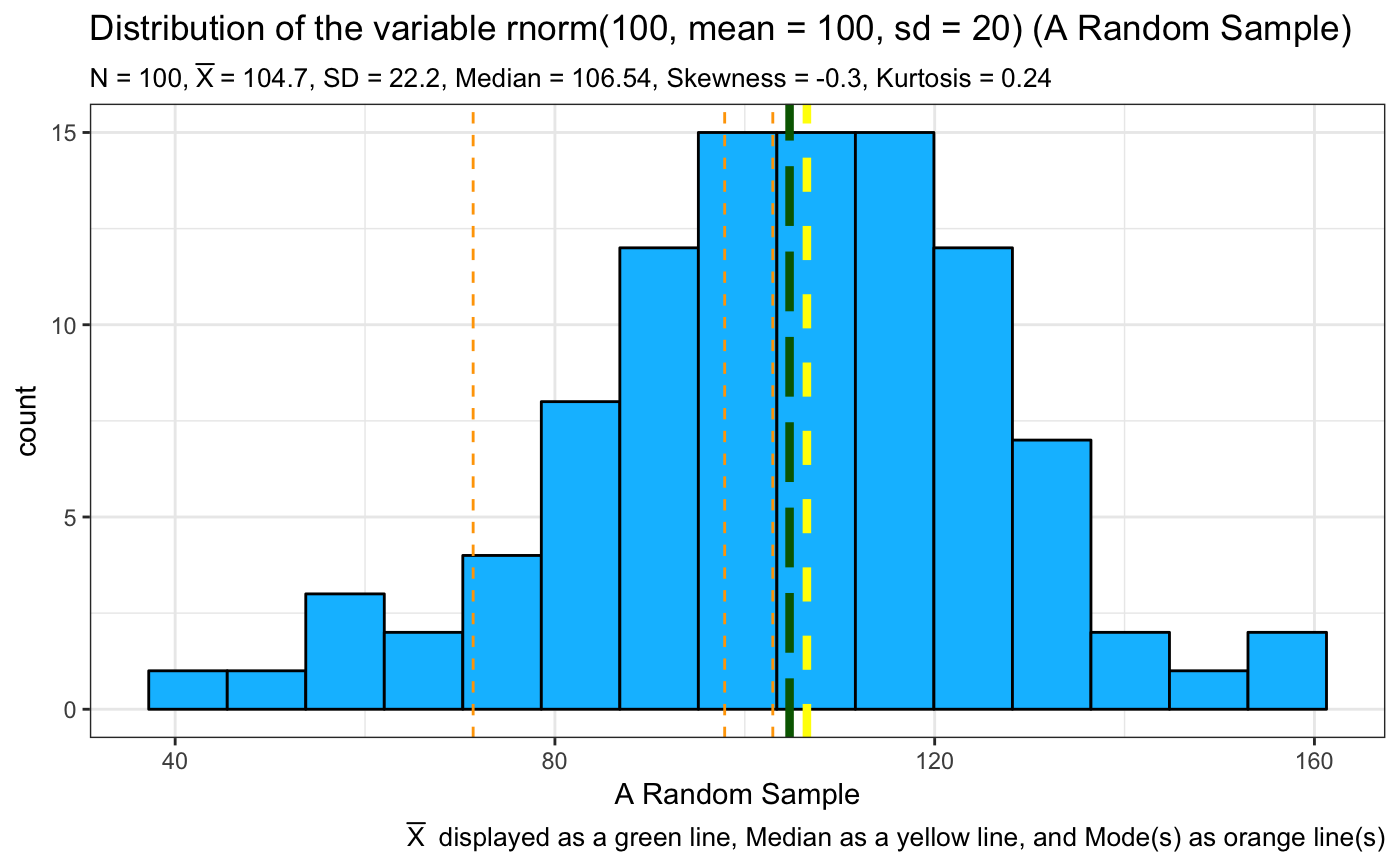 Distribution of the variable rnorm(100, mean = 100, sd = 20) (A Random Sample)
N = 100, X̅ = 104.7, SD = 22.2, Median = 106.54, Skewness = -0.3, Kurtosis = 0.24
15
10
5
0
count
40 80 120 160
A Random Sample
X̅ displayed as a green line, Median as a yellow line, and Mode(s) as orange line(s)